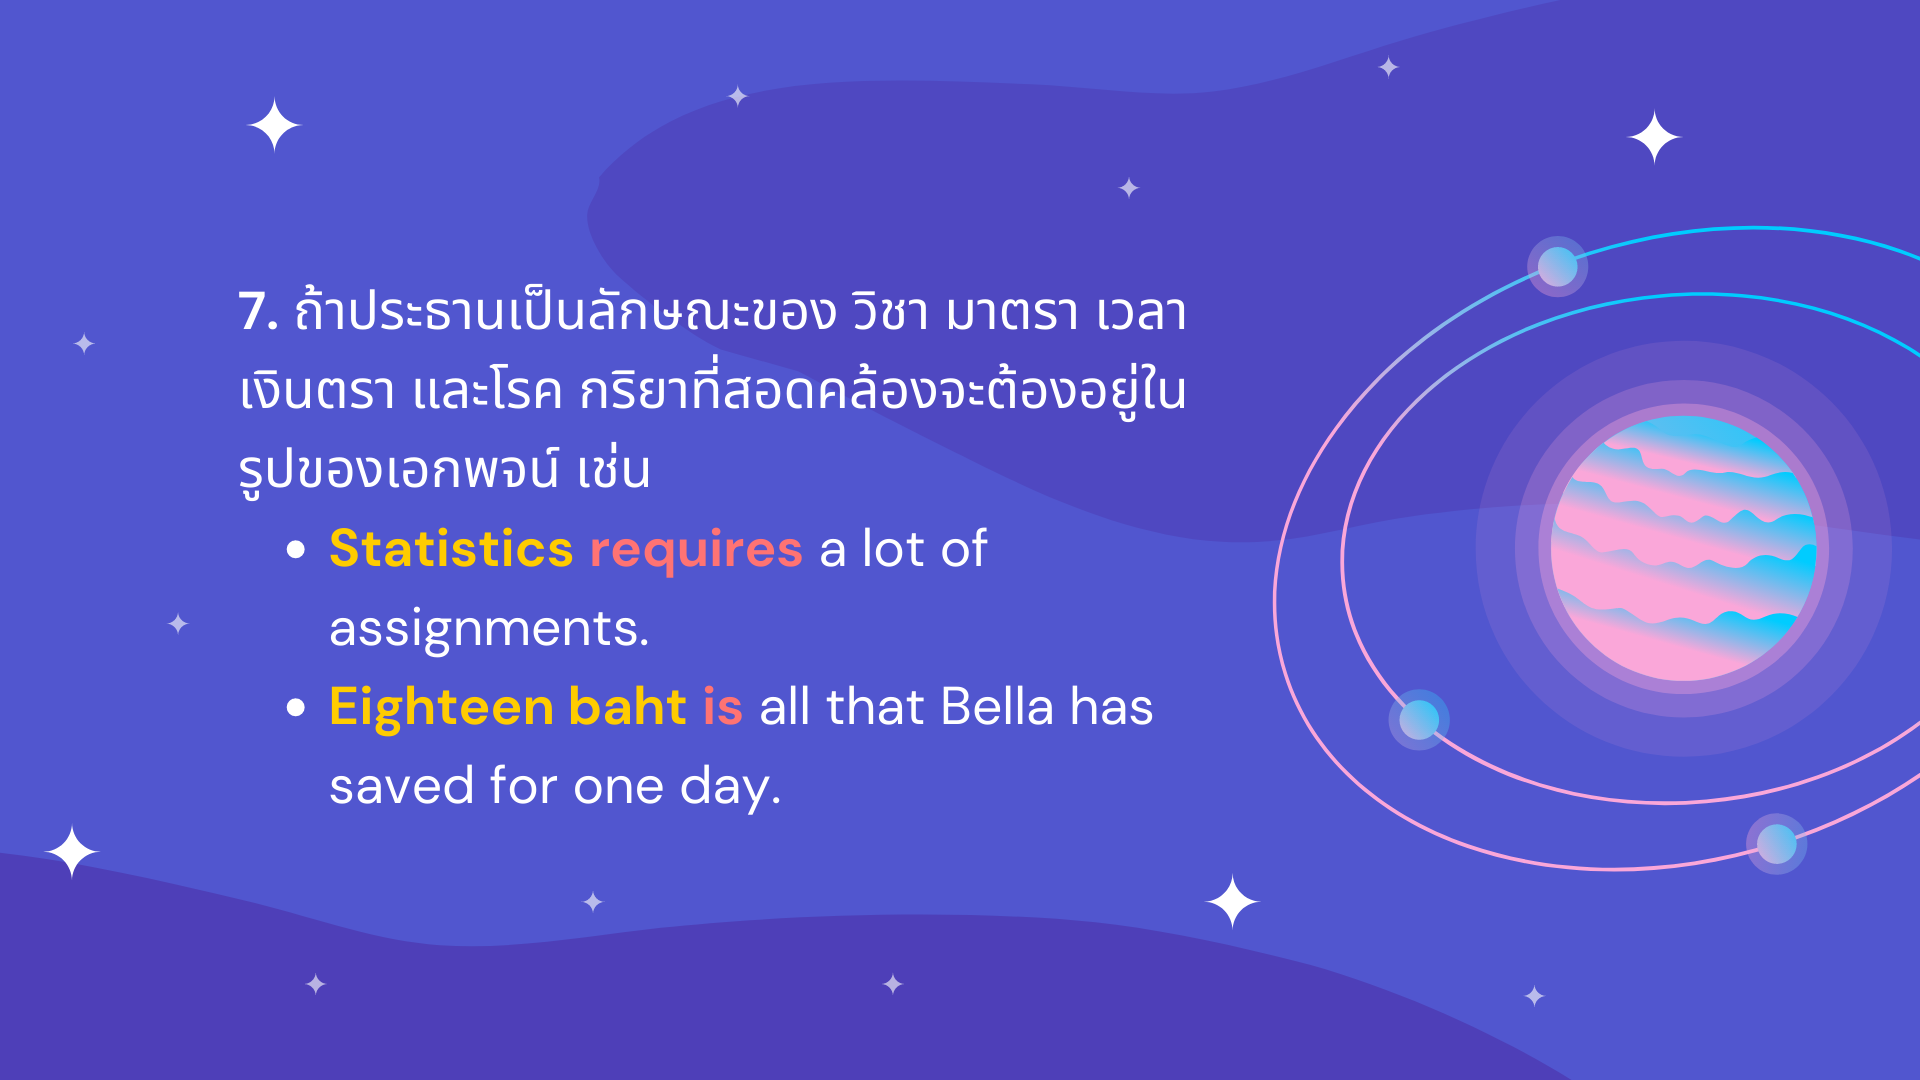 7. ถ้าประธานเป็นลักษณะของ วิชา มาตรา เวลา
เงินตรา และโรค กริยาที่สอดคล้องจะต้องอยู่ใน
รูปของเอกพจน์ เช่น
• Statistics requires a lot of
assignments.
• Eighteen baht is all that Bella has
saved for one day.